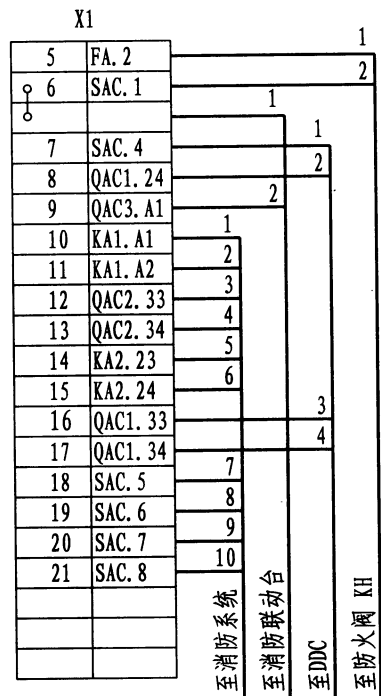 X1
1
5 FA.2
2
6 SAC.1
1
1
7 SAC.4
2
8 QAC1.24
2
9 QAC3.A1
1
10 KA1.A1
2
11 KA1.A2
3
12 QAC2.33
4
13 QAC2.34
5
14 KA2.23
6
15 KA2.24
3
16 QAC1.33
4
17 QAC1.34
7
18 SAC.5
8
19 SAC.6
9
20 SAC.7
10
21 SAC.8
至消防系统
至消防联动台
至DDC
至防火阀 KH